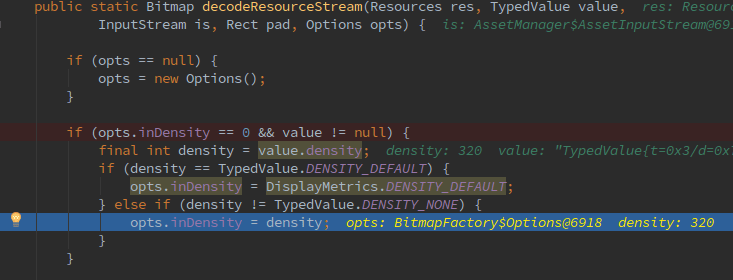 public static Bitmap decodeResourceStream(Resources res, TypedValue value,  res: Resour
InputStream is, Rect pad, Options opts) {  is: AssetManager$AssetInputStream@691
if (opts == null) {
opts = new Options();
}
if (opts.inDensity == 0 && value != null) {
final int density = value.density;  density: 320  value: "TypedValue{t=0x3/d=0x
if (density == TypedValue.DENSITY_DEFAULT) {
opts.inDensity = DisplayMetrics.DENSITY_DEFAULT;
} else if (density != TypedValue.DENSITY_NONE) {
opts.inDensity = density;  opts: BitmapFactory$Options@6918  density: 320
}
}